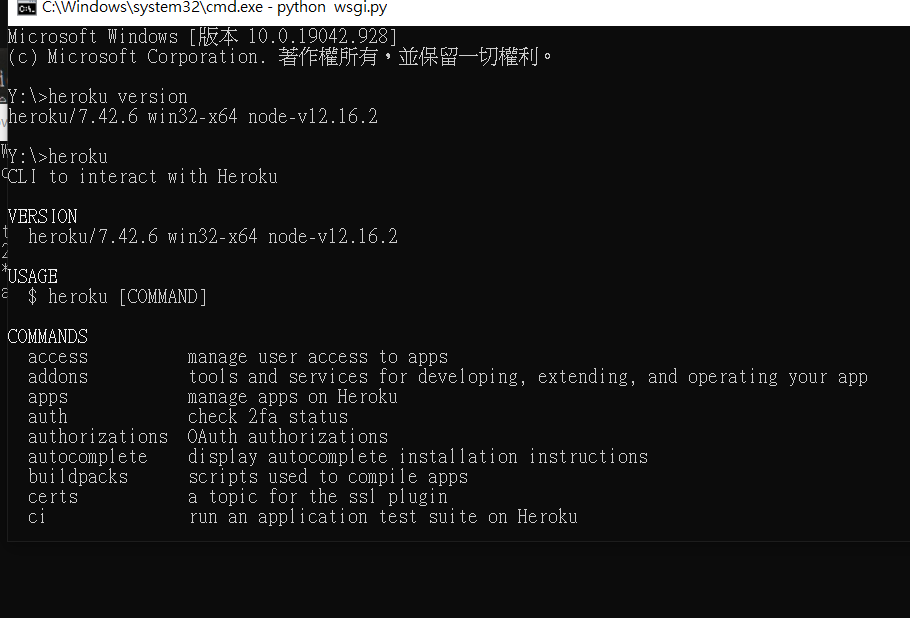 C:\Windows\system32\cmd.exe - python wsgi.py
Microsoft Windows [版本 10.0.19042.928]
(c) Microsoft Corporation. 著作權所有，並保留一切權利。
Y:\>heroku version
heroku/7.42.6 win32-x64 node-v12.16.2
Y:\>heroku
CLI to interact with Heroku
VERSION
heroku/7.42.6 win32-x64 node-v12.16.2
USAGE
$ heroku [COMMAND]
COMMANDS
access manage user access to apps
addons tools and services for developing, extending, and operating your app
apps manage apps on Heroku
auth check 2fa status
authorizations OAuth authorizations
autocomplete display autocomplete installation instructions
buildpacks scripts used to compile apps
certs a topic for the ssl plugin
ci run an application test suite on Heroku